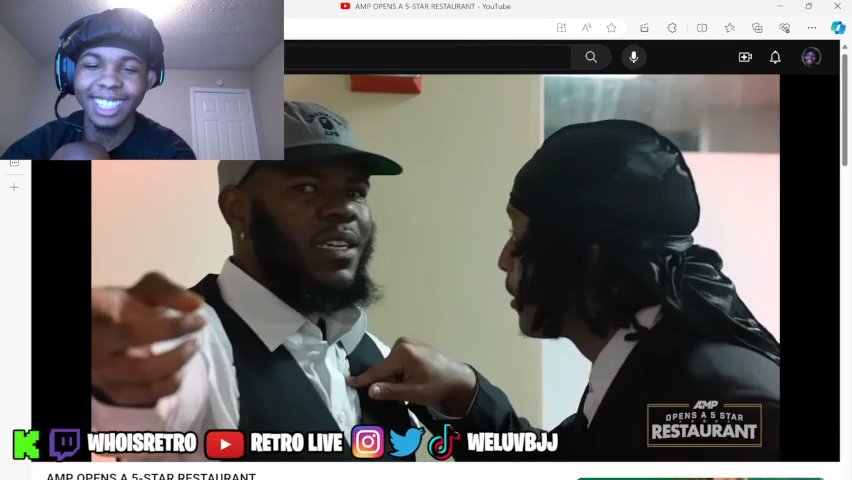 AMP OPENS A 5-STAR RESTAURANT - YouTube
AMP
OPENS A 5 STAR
RESTAURANT
WHOISRETRO
RETRO LIVE
WELUVBJJ
AMP OPENS A 5-STAR RESTAURANT